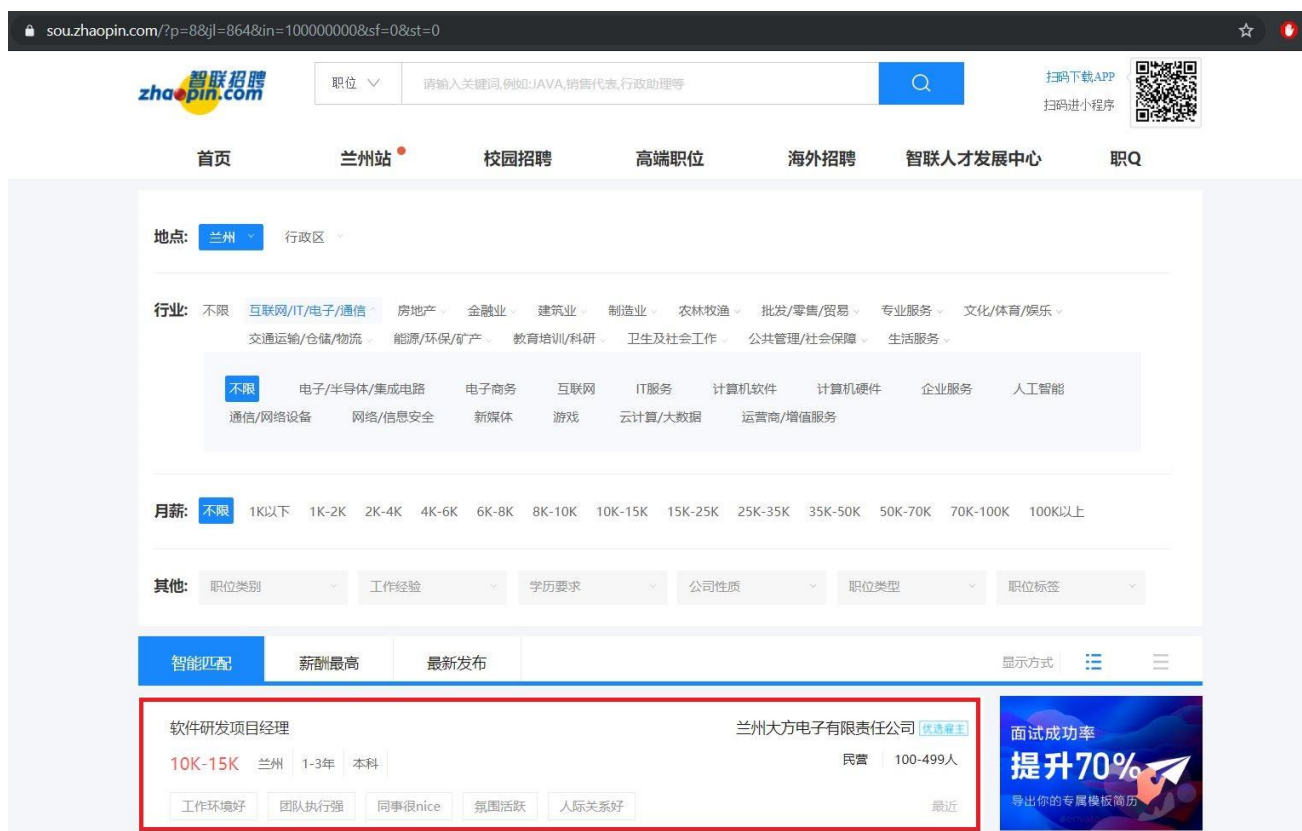 sou.zhaopin.com/?p=8&jl=864&in=100000000&sf=0&st=0
智联招聘
zhaopin.com
职位
请输入关键词,例如:JAVA,销售代表,行政助理等
扫码下载APP
扫码进小程序
首页 兰州站 校园招聘 高端职位 海外招聘 智联人才发展中心 职Q
地点: 兰州 行政区
行业: 不限 互联网/IT/电子/通信 房地产 金融业 建筑业 制造业 农林牧渔 批发/零售/贸易 专业服务 文化/体育/娱乐
交通运输/仓储/物流 能源/环保/矿产 教育培训/科研 卫生及社会工作 公共管理/社会保障 生活服务
不限 电子/半导体/集成电路 电子商务 互联网 IT服务 计算机软件 计算机硬件 企业服务 人工智能
通信/网络设备 网络/信息安全 新媒体 游戏 云计算/大数据 运营商/增值服务
月薪: 不限 1K以下 1K-2K 2K-4K 4K-6K 6K-8K 8K-10K 10K-15K 15K-25K 25K-35K 35K-50K 50K-70K 70K-100K 100K以上
其他: 职位类别 工作经验 学历要求 公司性质 职位类型 职位标签
智能匹配 薪酬最高 最新发布 显示方式
软件研发项目经理 兰州大方电子有限责任公司 优选雇主
10K-15K 兰州 1-3年 本科 民营 100-499人
工作环境好 团队执行强 同事很nice 氛围活跃 人际关系好 最近
面试成功率
提升70%
导出你的专属模板简历